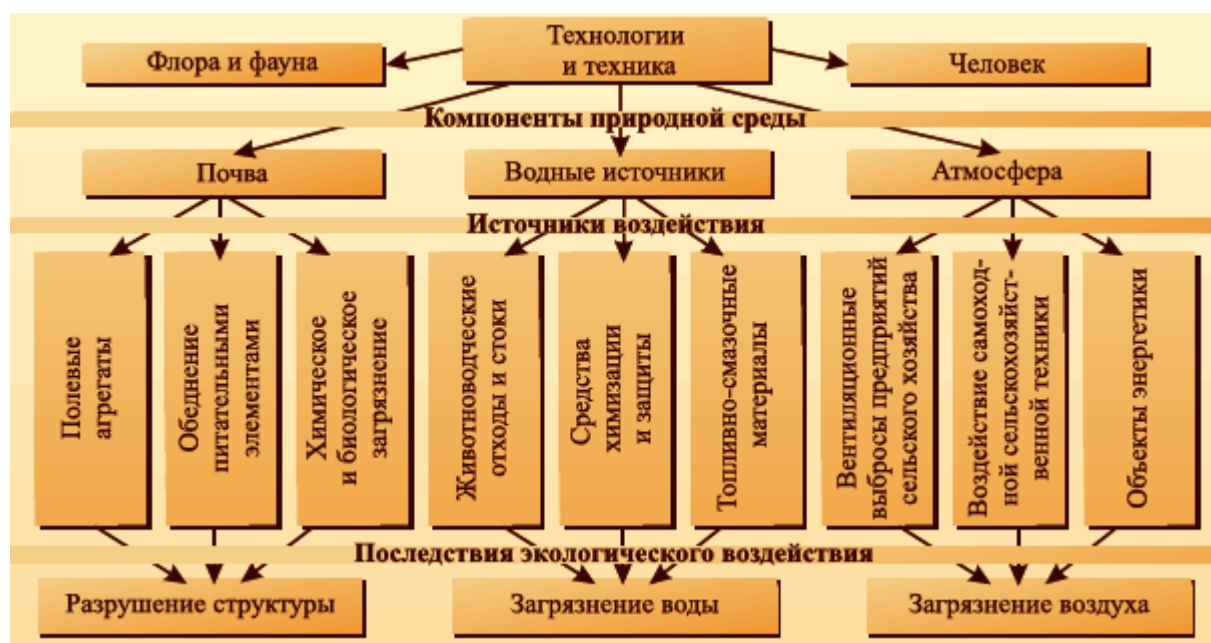 Технологии
и техника
Флора и фауна
Человек
Компоненты природной среды
Почва
Водные источники
Атмосфера
Источники воздействия
Полевые
агрегаты
Обеднение
питательными
элементами
Химическое
и биологическое
загрязнение
Животноводческие
отходы и стоки
Средства
химизации
и защиты
Топливно-смазочные
материалы
Вентиляционные
выбросы предприятий
сельского хозяйства
Воздействие самоход-
ной сельскохозяйст-
венной техники
Объекты энергетики
Последствия экологического воздействия
Разрушение структуры
Загрязнение воды
Загрязнение воздуха